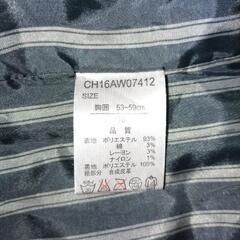 CH16AW07412
SIZE
胸囲 53-59cm
品質
表地 ポリエステル 93%
綿 3%
レーヨン 3%
ナイロン 1%
裏地 ポリエステル 100%
別部分 合成皮革